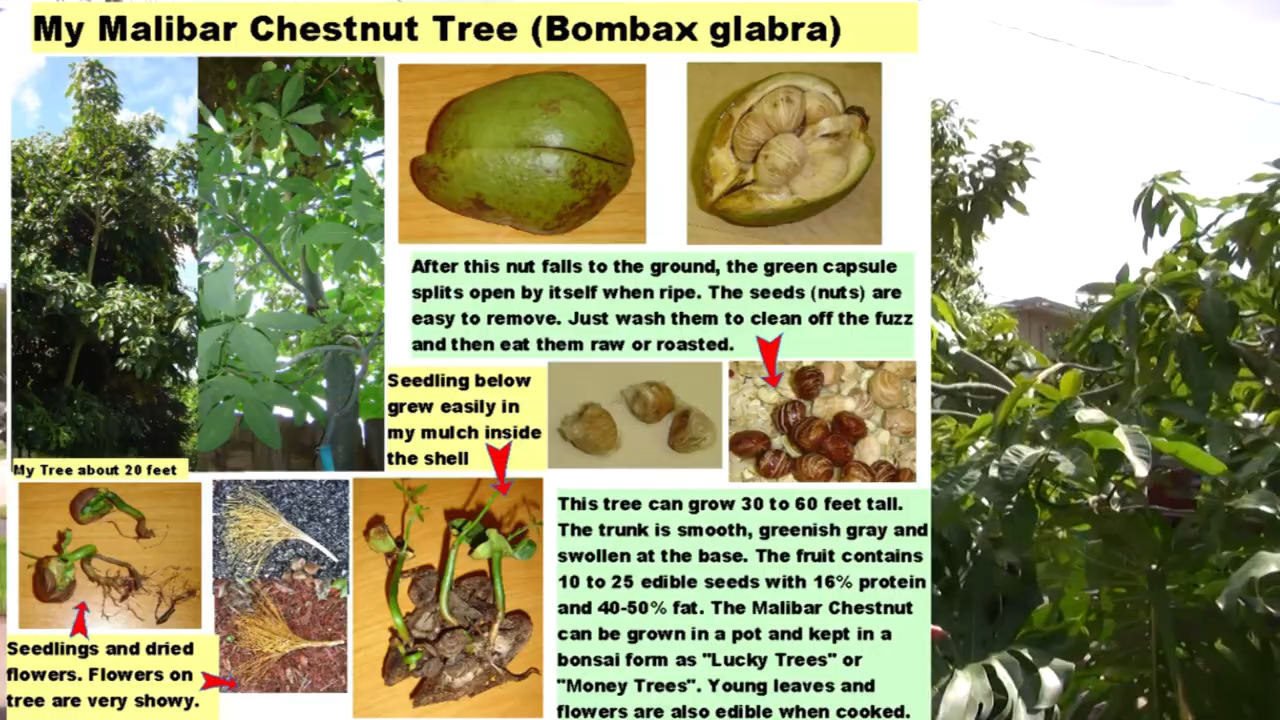 My Malibar Chestnut Tree (Bombax glabra)
After this nut falls to the ground, the green capsule
splits open by itself when ripe. The seeds (nuts) are
easy to remove. Just wash them to clean off the fuzz
and then eat them raw or roasted.
Seedling below
grew easily in
my mulch inside
the shell
My Tree about 20 feet
This tree can grow 30 to 60 feet tall.
The trunk is smooth, greenish gray and
swollen at the base. The fruit contains
10 to 25 edible seeds with 16% protein
and 40-50% fat. The Malibar Chestnut
can be grown in a pot and kept in a
bonsai form as "Lucky Trees" or
"Money Trees". Young leaves and
flowers are also edible when cooked.
Seedlings and dried
flowers. Flowers on
tree are very showy.